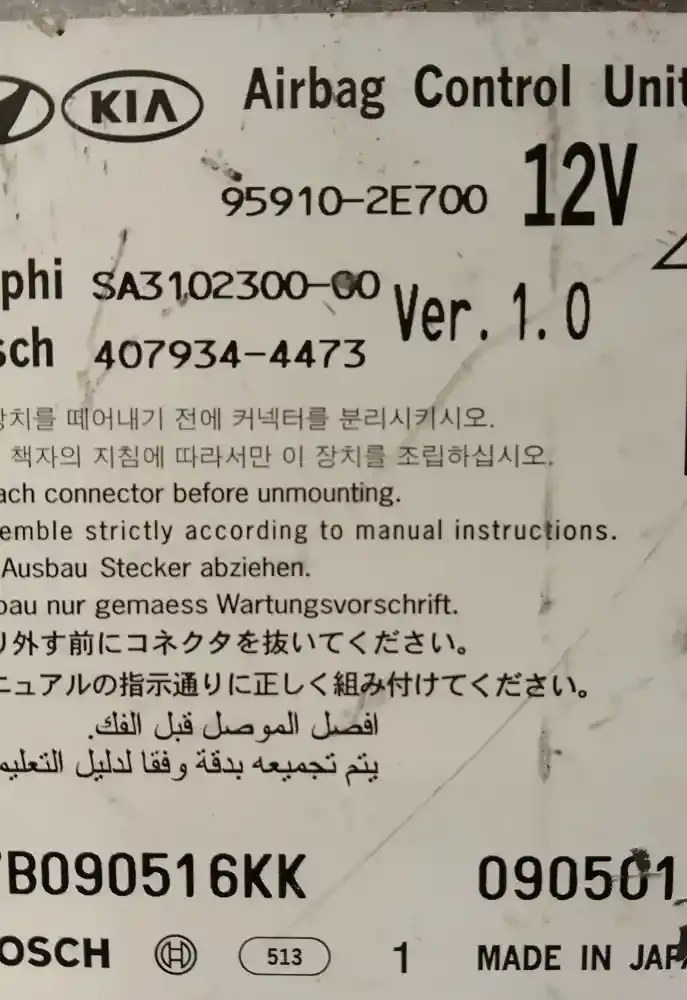 KIA Airbag Control Unit
95910-2E700 12V
phi SA3102300-00
Ver. 1.0
sch 407934-4473
장치를 떼어내기 전에 커넥터를 분리시키시오.
책자의 지침에 따라서만 이 장치를 조립하십시오.
ach connector before unmounting.
emble strictly according to manual instructions.
Ausbau Stecker abziehen.
bau nur gemaess Wartungsvorschrift.
り外す前にコネクタを抜いてください。
ニュアルの指示通りに正しく組み付けてください。
افصل الموصل قبل الفك.
يتم تجميعه بدقة وفقا لدليل التعليم
7B090516KK 090501
OSCH 513 1 MADE IN JAP